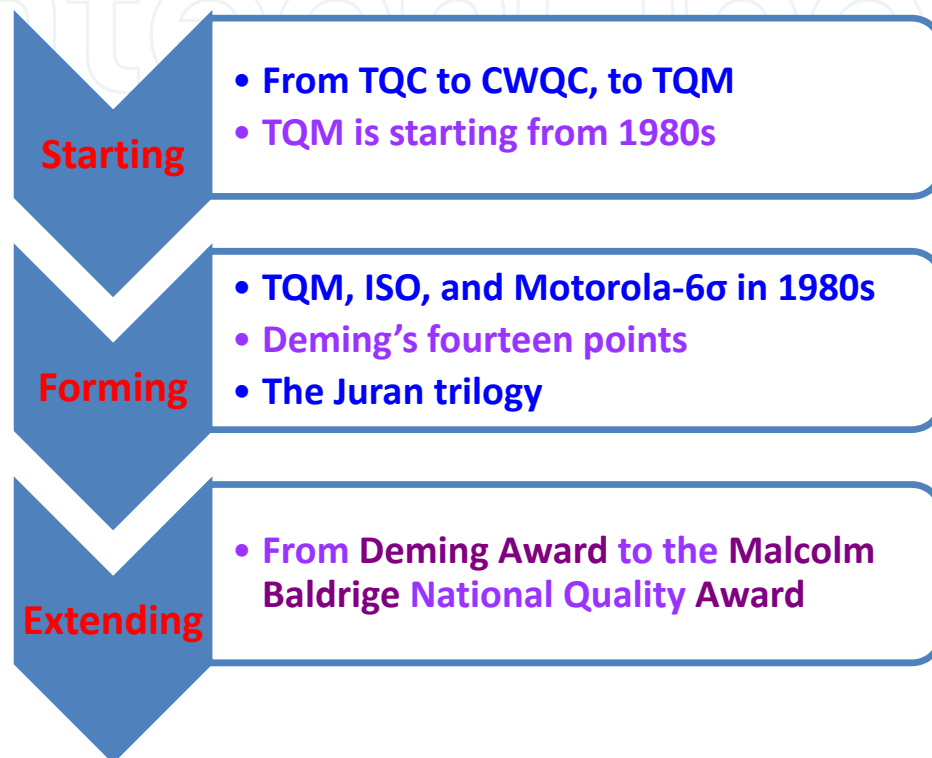 Starting
• From TQC to CWQC, to TQM
• TQM is starting from 1980s
Forming
• TQM, ISO, and Motorola-6σ in 1980s
• Deming’s fourteen points
• The Juran trilogy
Extending
• From Deming Award to the Malcolm
Baldrige National Quality Award